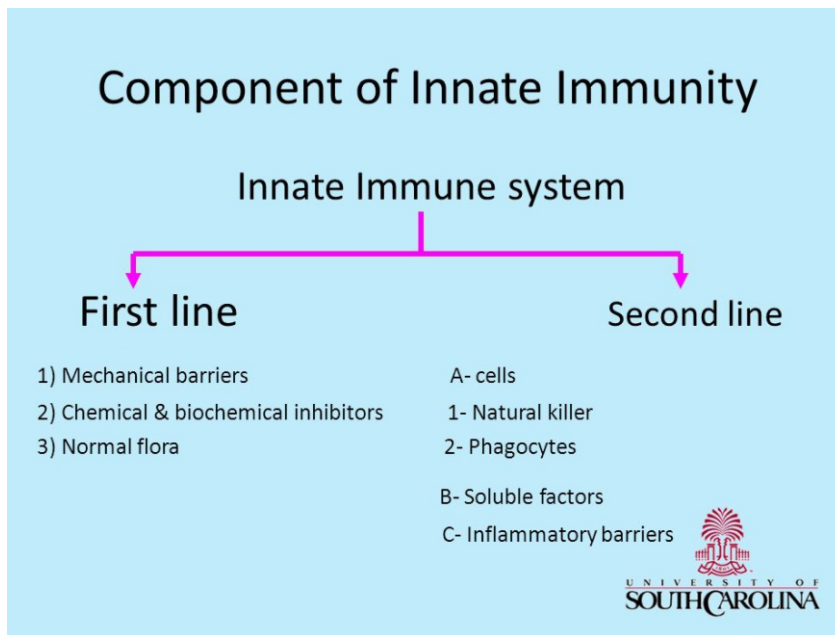 Component of Innate Immunity
Innate Immune system
First line
1) Mechanical barriers
2) Chemical & biochemical inhibitors
3) Normal flora
Second line
A- cells
1- Natural killer
2- Phagocytes
B- Soluble factors
C- Inflammatory barriers
UNIVERSITY OF
SOUTH CAROLINA